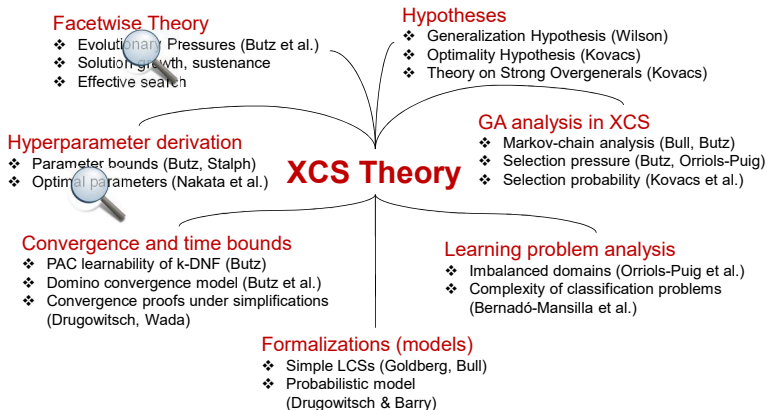 Facetwise Theory
❖ Evolutionary Pressures (Butz et al.)
❖ Solution growth, sustenance
❖ Effective search
Hypotheses
❖ Generalization Hypothesis (Wilson)
❖ Optimality Hypothesis (Kovacs)
❖ Theory on Strong Overgenerals (Kovacs)
Hyperparameter derivation
❖ Parameter bounds (Butz, Stalph)
❖ Optimal parameters (Nakata et al.)
XCS Theory
GA analysis in XCS
❖ Markov-chain analysis (Bull, Butz)
❖ Selection pressure (Butz, Orriols-Puig)
❖ Selection probability (Kovacs et al.)
Convergence and time bounds
❖ PAC learnability of k-DNF (Butz)
❖ Domino convergence model (Butz et al.)
❖ Convergence proofs under simplifications
(Drugowitsch, Wada)
Learning problem analysis
❖ Imbalanced domains (Orriols-Puig et al.)
❖ Complexity of classification problems
(Bernadó-Mansilla et al.)
Formalizations (models)
❖ Simple LCSs (Goldberg, Bull)
❖ Probabilistic model
(Drugowitsch & Barry)